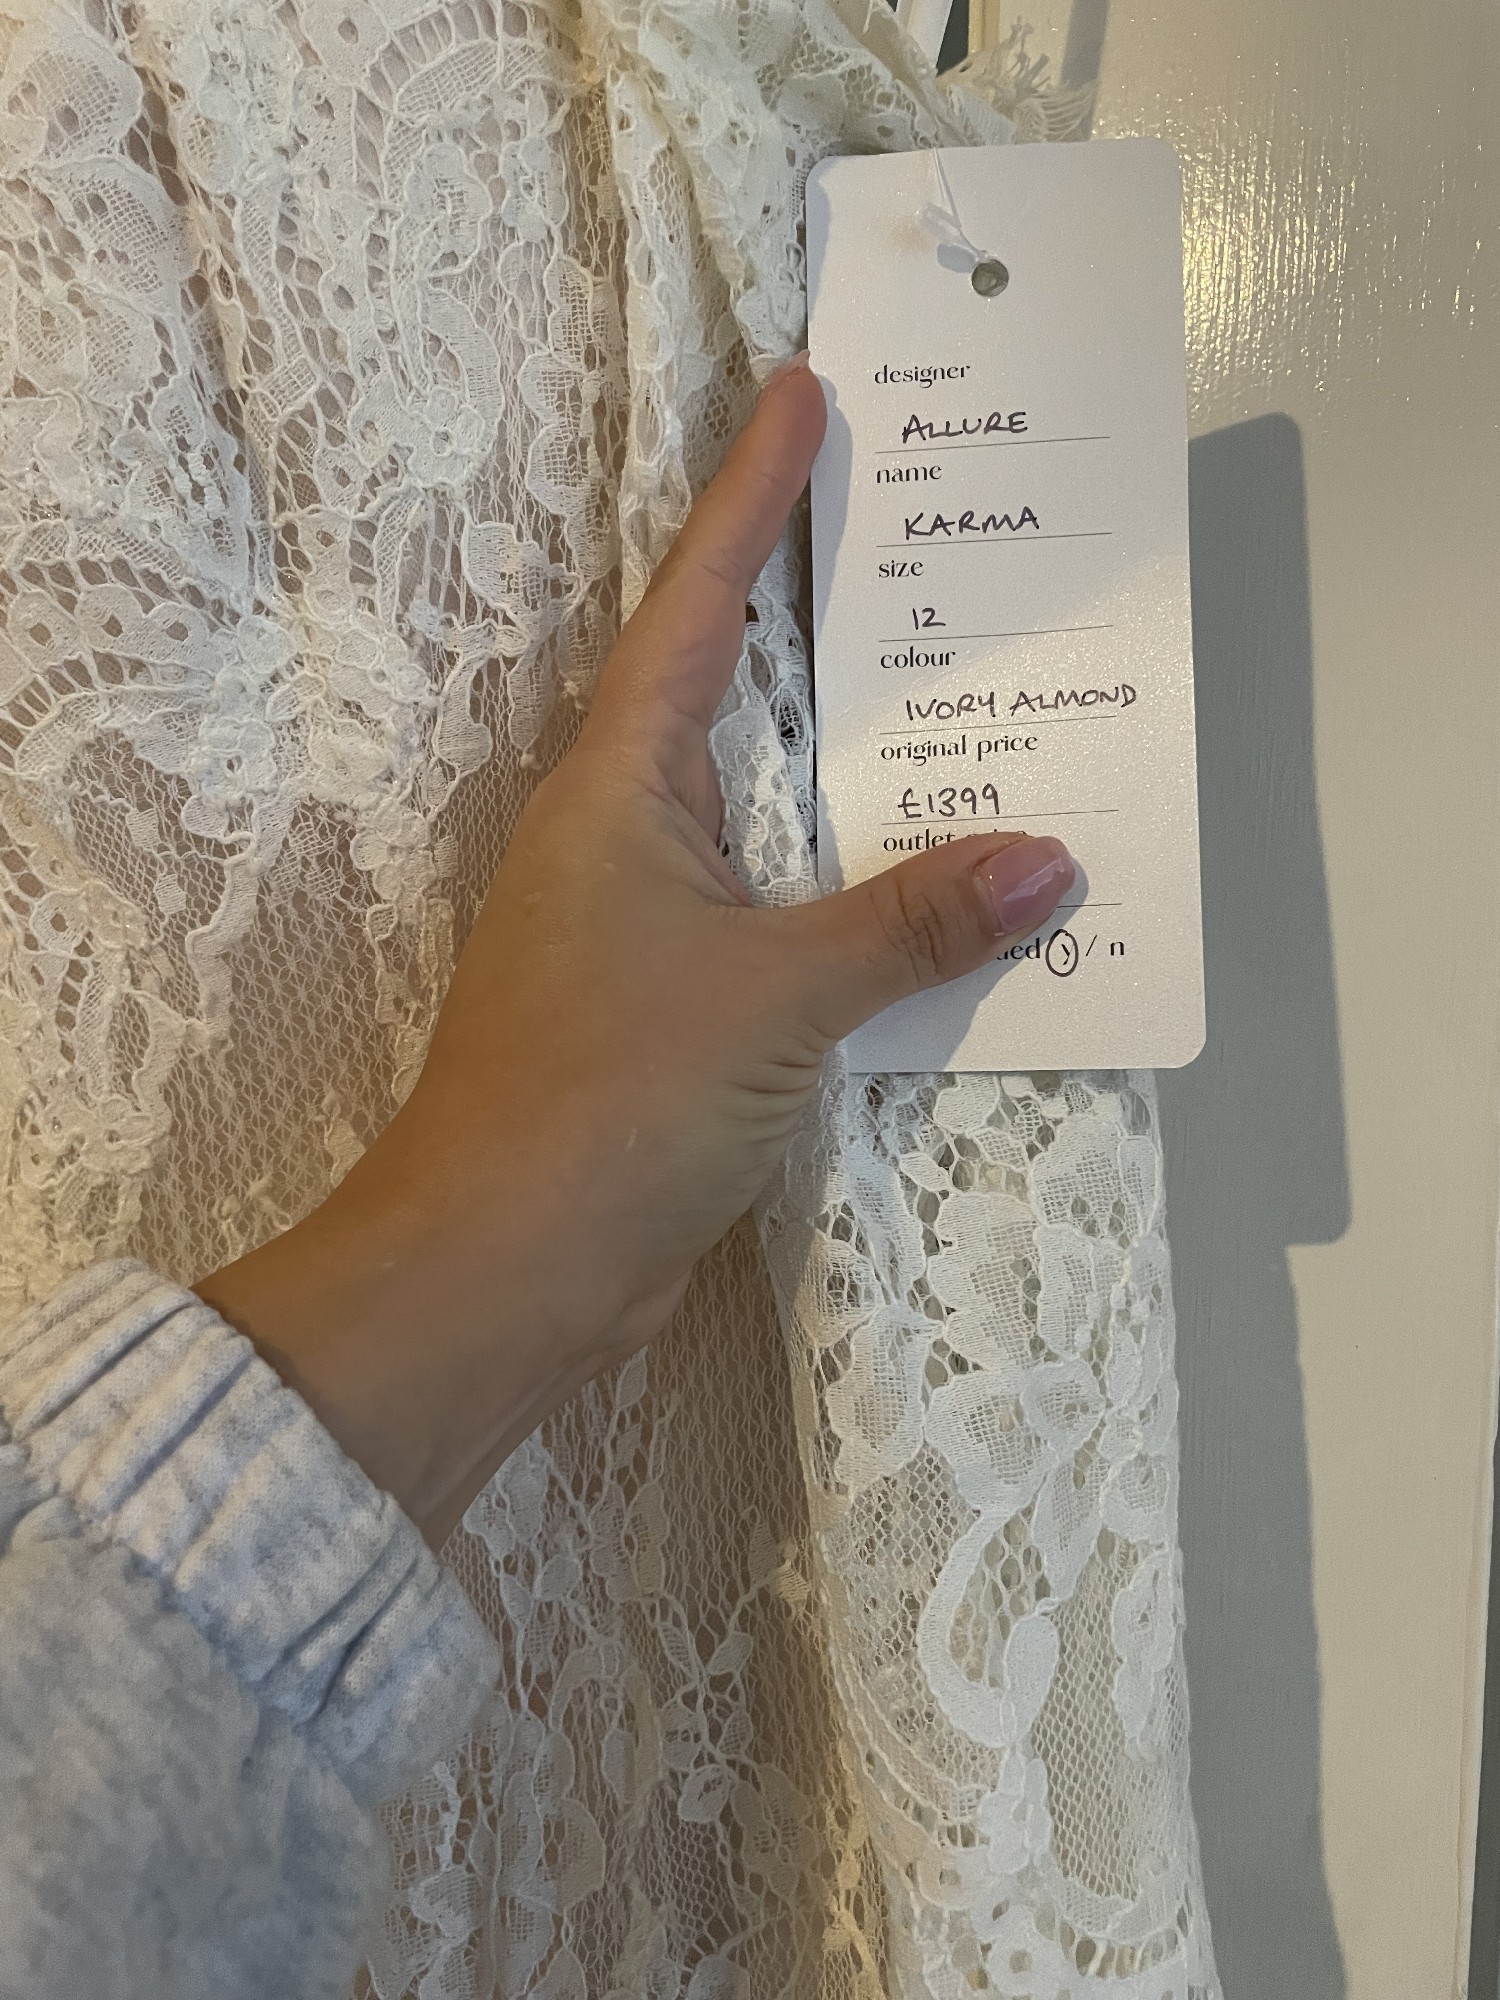 designer
ALLURE
name
KARMA
size
12
colour
IVORY ALMOND
original price
£1399
outlet
y / n